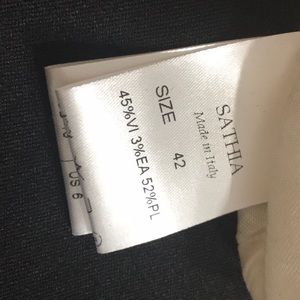 SATHIA
Made in Italy
SIZE 42
45%VI 3%EA 52%PL
US 6